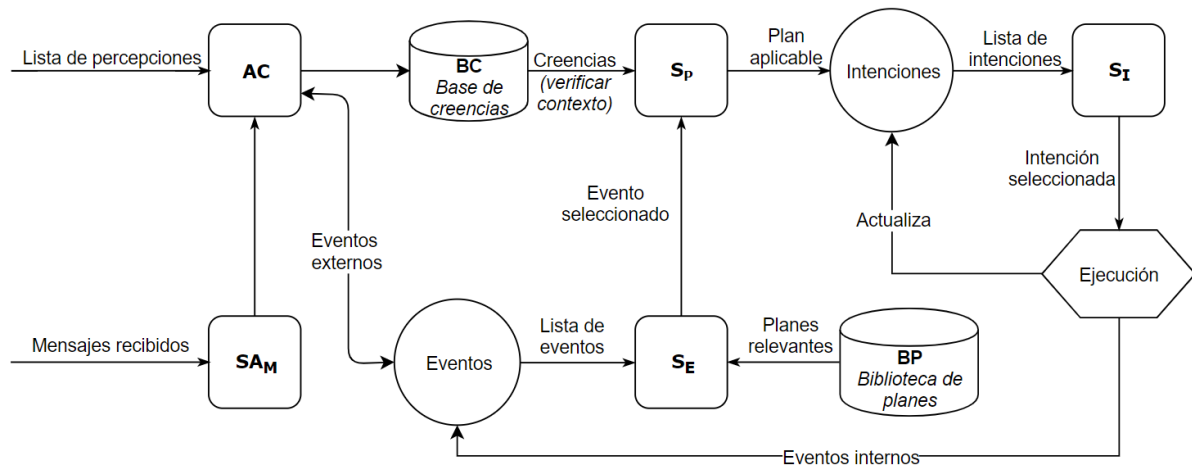 Lista de percepciones
AC
BC
Base de
creencias
Creencias
(verificar
contexto)
S_P
Plan
aplicable
Intenciones
Lista de
intenciones
S_I
Intención
seleccionada
Evento
seleccionado
Actualiza
Eventos
externos
Ejecución
Mensajes recibidos
SA_M
Eventos
Lista de
eventos
S_E
Planes
relevantes
BP
Biblioteca de
planes
Eventos internos